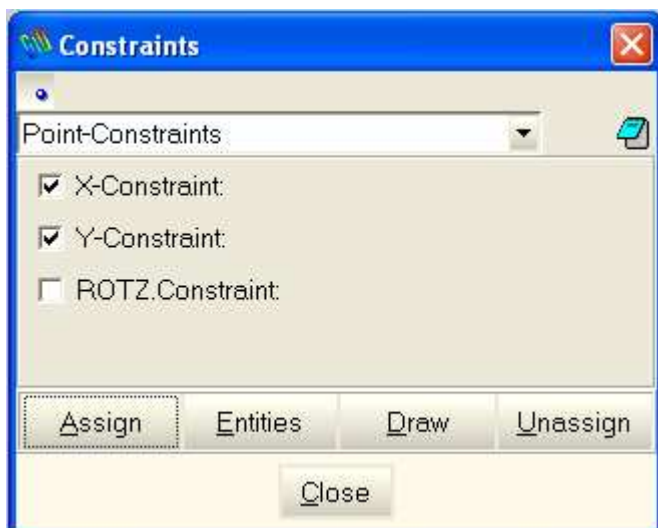 Constraints
Point-Constraints
X-Constraint:
Y-Constraint:
ROTZ.Constraint:
Assign Entities Draw Unassign
Close